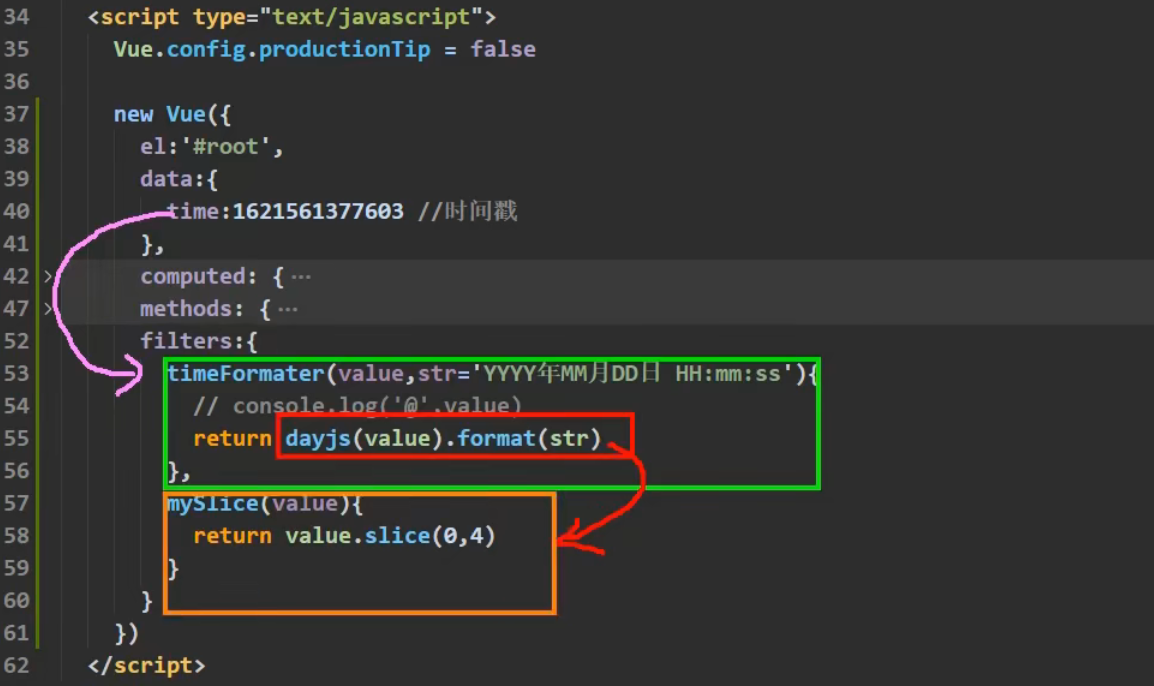 34 <script type="text/javascript">
35 Vue.config.productionTip = false
36
37 new Vue({
38 el:'#root',
39 data:{
40 time:1621561377603 //时间戳
41 },
42 computed: { ···
47 methods: { ···
52 filters:{
53 timeFormater(value,str='YYYY年MM月DD日 HH:mm:ss'){
54 // console.log('@',value)
55 return dayjs(value).format(str)
56 },
57 mySlice(value){
58 return value.slice(0,4)
59 }
60 }
61 })
62 </script>